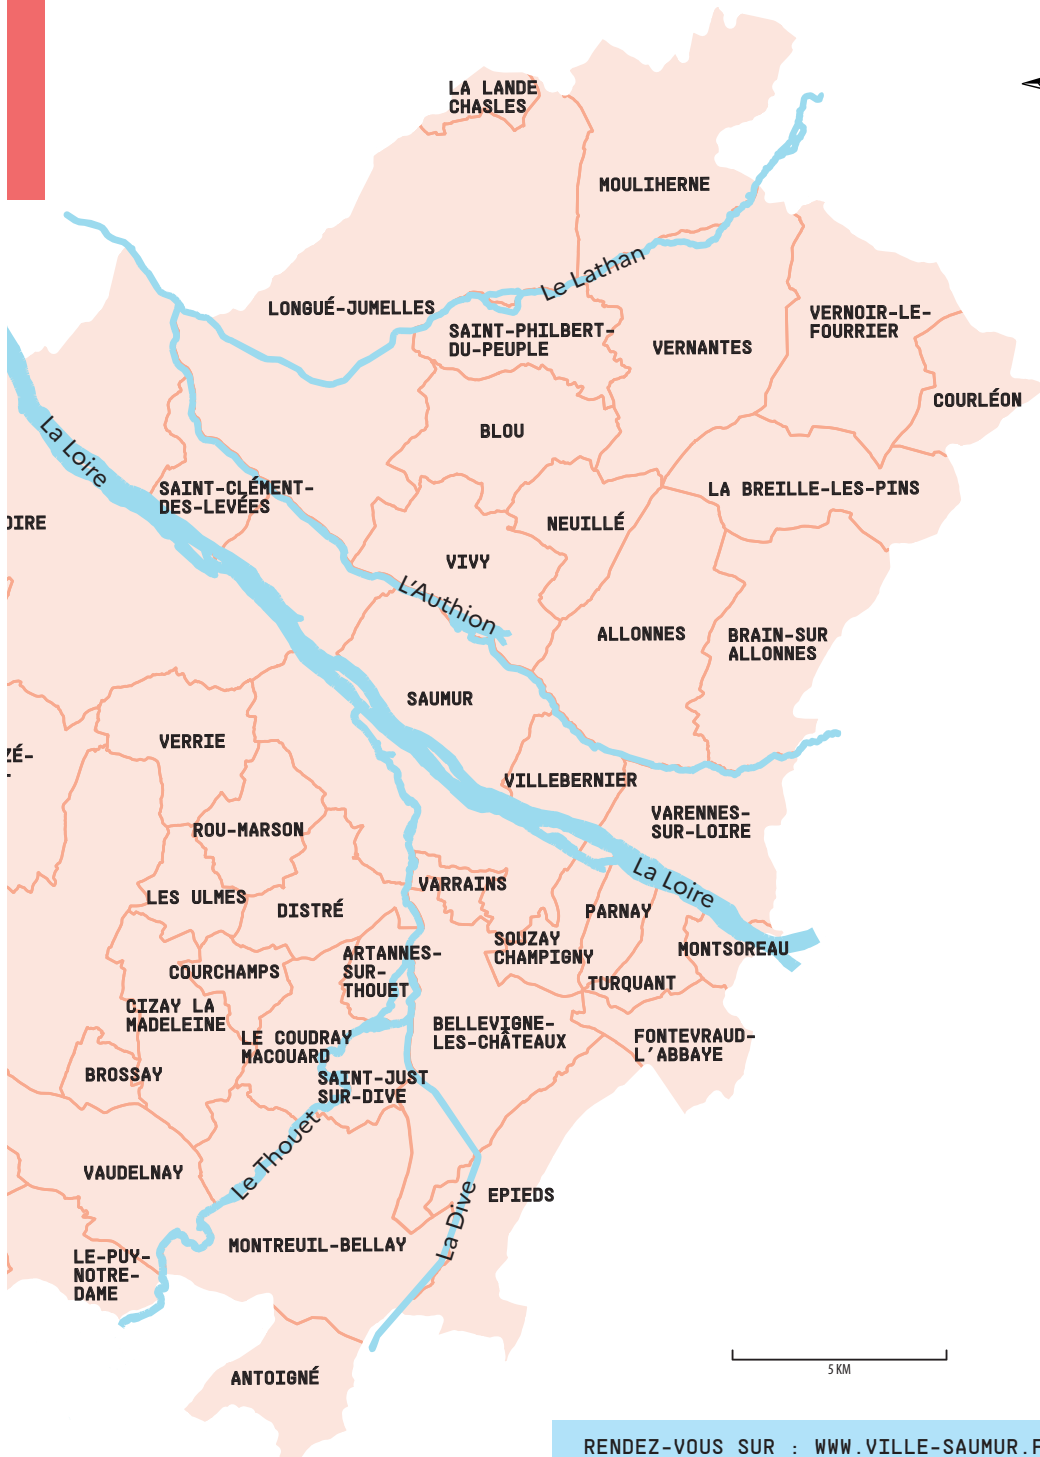 LA LANDE
CHASLES
MOULIHERNE
Le Lathan
LONGUÉ-JUMELLES
SAINT-PHILBERT-
DU-PEUPLE
VERNANTES
VERNOIR-LE-
FOURRIER
COURLÉON
BLOU
La Loire
SAINT-CLÉMENT-
DES-LEVÉES
LA BREILLE-LES-PINS
OIRE
NEUILLÉ
VIVY
L'Authion
ALLONNES
BRAIN-SUR
ALLONNES
SAUMUR
VERRIE
ZÉ-
VILLEBERNIER
VARENNES-
SUR-LOIRE
ROU-MARSON
La Loire
VARRAINS
LES ULMES
DISTRÉ
PARNAY
SOUZAY
CHAMPIGNY
MONTSOREAU
ARTANNES-
SUR-
THOUET
COURCHAMPS
TURQUANT
CIZAY LA
MADELEINE
BELLEVIGNE-
LES-CHÂTEAUX
LE COUDRAY
MACOUARD
FONTEVRAUD-
L'ABBAYE
BROSSAY
SAINT-JUST
SUR-DIVE
Le Thouet
VAUDELNAY
EPIEDS
La Dive
MONTREUIL-BELLAY
LE-PUY-
NOTRE-
DAME
ANTOIGNÉ
5 KM
RENDEZ-VOUS SUR : WWW.VILLE-SAUMUR.F